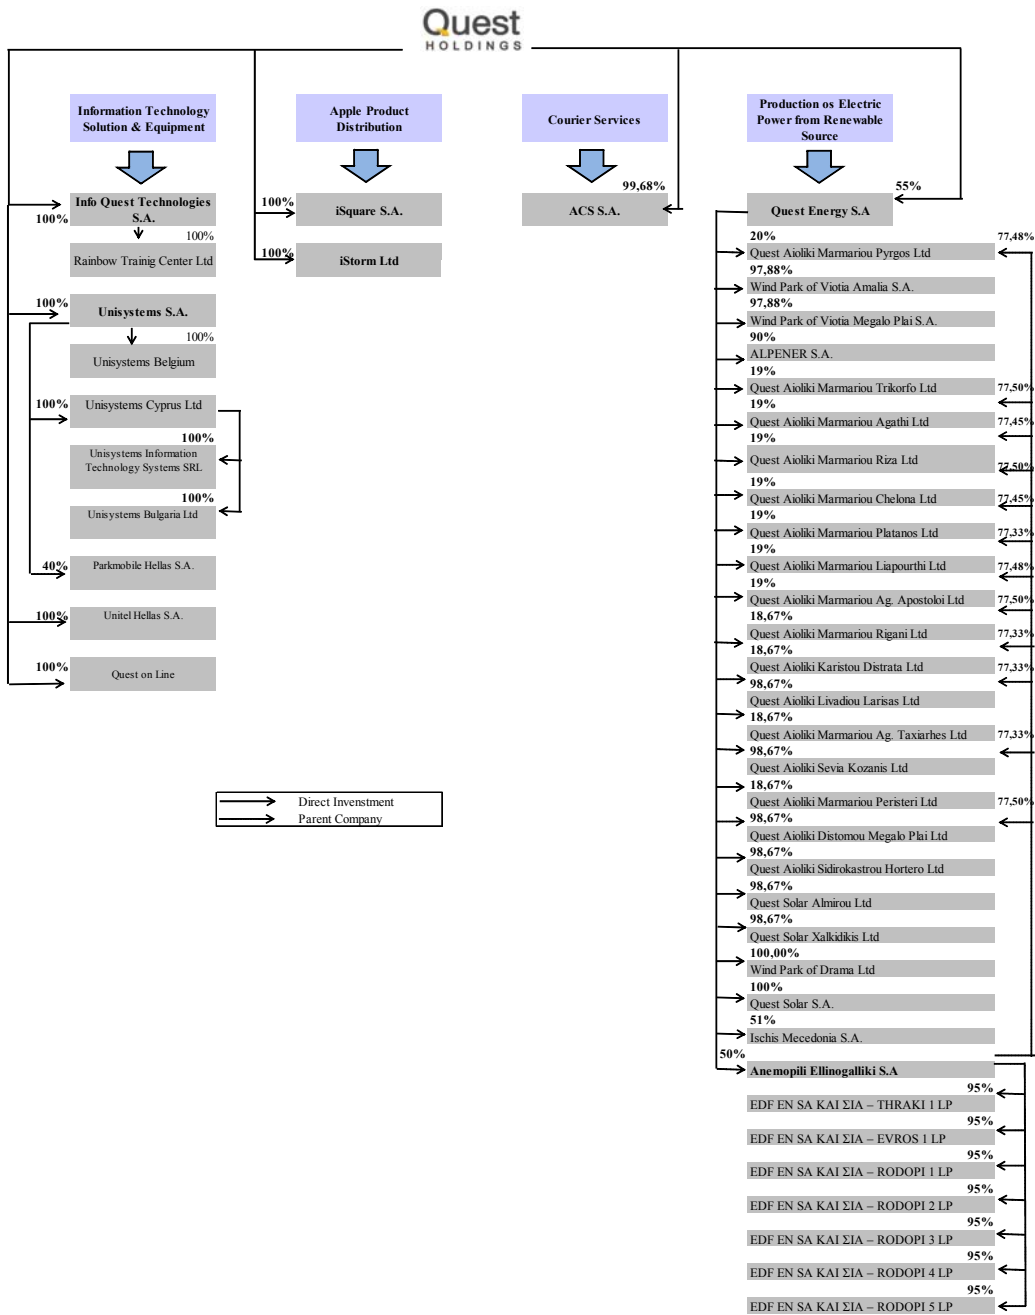 Quest
HOLDINGS
Information Technology
Solution & Equipment
Apple Product
Distribution
Courier Services
Production os Electric
Power from Renewable
Source
100%
Info Quest Technologies
S.A.
100%
Rainbow Trainig Center Ltd
100%
Unisystems S.A.
100%
Unisystems Belgium
100%
Unisystems Cyprus Ltd
100%
Unisystems Information
Technology Systems SRL
100%
Unisystems Bulgaria Ltd
40%
Parkmobile Hellas S.A.
100%
Unitel Hellas S.A.
100%
Quest on Line
100%
iSquare S.A.
100%
iStorm Ltd
99,68%
ACS S.A.
55%
Quest Energy S.A
20%
77,48%
Quest Aioliki Marmariou Pyrgos Ltd
97,88%
Wind Park of Viotia Amalia S.A.
97,88%
Wind Park of Viotia Megalo Plai S.A.
90%
ALPENER S.A.
19%
Quest Aioliki Marmariou Trikorfo Ltd
77,50%
19%
Quest Aioliki Marmariou Agathi Ltd
77,45%
19%
Quest Aioliki Marmariou Riza Ltd
77,50%
19%
Quest Aioliki Marmariou Chelona Ltd
77,45%
19%
Quest Aioliki Marmariou Platanos Ltd
77,33%
19%
Quest Aioliki Marmariou Liapourthi Ltd
77,48%
19%
Quest Aioliki Marmariou Ag. Apostoloi Ltd
77,50%
18,67%
Quest Aioliki Marmariou Rigani Ltd
77,33%
18,67%
Quest Aioliki Karistou Distrata Ltd
77,33%
98,67%
Quest Aioliki Livadiou Larisas Ltd
18,67%
Quest Aioliki Marmariou Ag. Taxiarhes Ltd
77,33%
98,67%
Quest Aioliki Sevia Kozanis Ltd
18,67%
Quest Aioliki Marmariou Peristeri Ltd
77,50%
98,67%
Quest Aioliki Distomou Megalo Plai Ltd
98,67%
Quest Aioliki Sidirokastrou Hortero Ltd
98,67%
Quest Solar Almirou Ltd
98,67%
Quest Solar Xalkidikis Ltd
100,00%
Wind Park of Drama Ltd
100%
Quest Solar S.A.
51%
Ischis Mecedonia S.A.
50%
Anemopili Ellinogalliki S.A
95%
EDF EN SA ΚΑΙ ΣΙΑ – THRAKI 1 LP
95%
EDF EN SA ΚΑΙ ΣΙΑ – EVROS 1 LP
95%
EDF EN SA ΚΑΙ ΣΙΑ – RODOPI 1 LP
95%
EDF EN SA ΚΑΙ ΣΙΑ – RODOPI 2 LP
95%
EDF EN SA ΚΑΙ ΣΙΑ – RODOPI 3 LP
95%
EDF EN SA ΚΑΙ ΣΙΑ – RODOPI 4 LP
95%
EDF EN SA ΚΑΙ ΣΙΑ – RODOPI 5 LP
Direct Invenstment
Parent Company